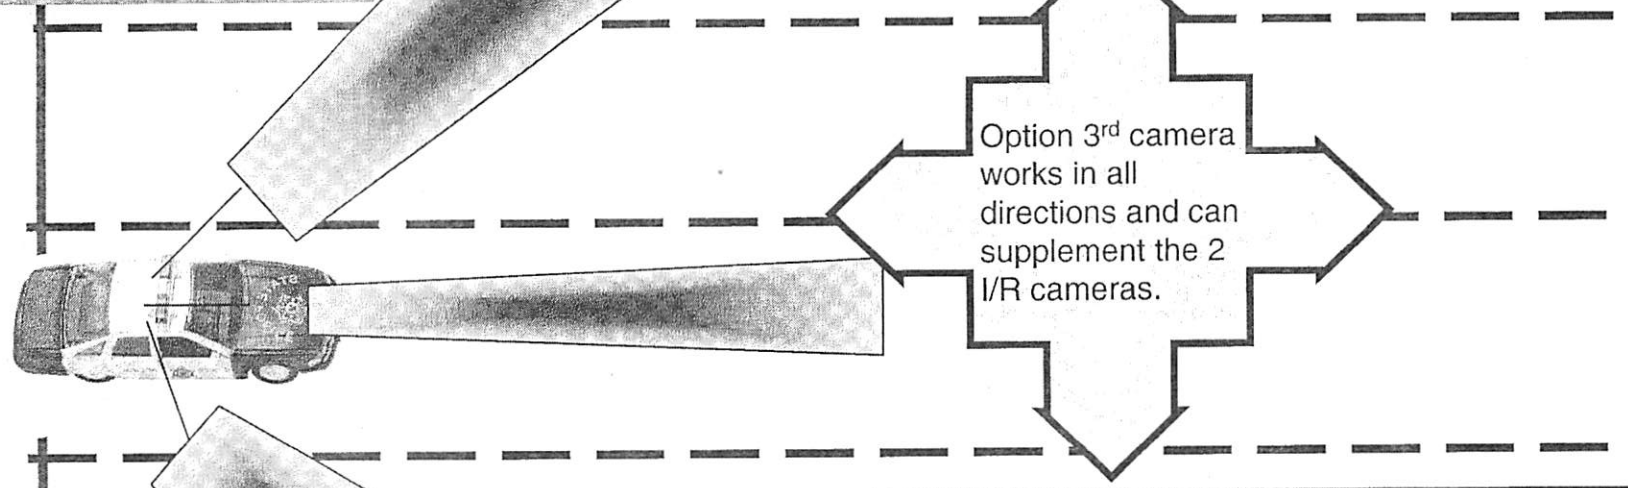 Option 3rd camera
works in all
directions and can
supplement the 2
I/R cameras.